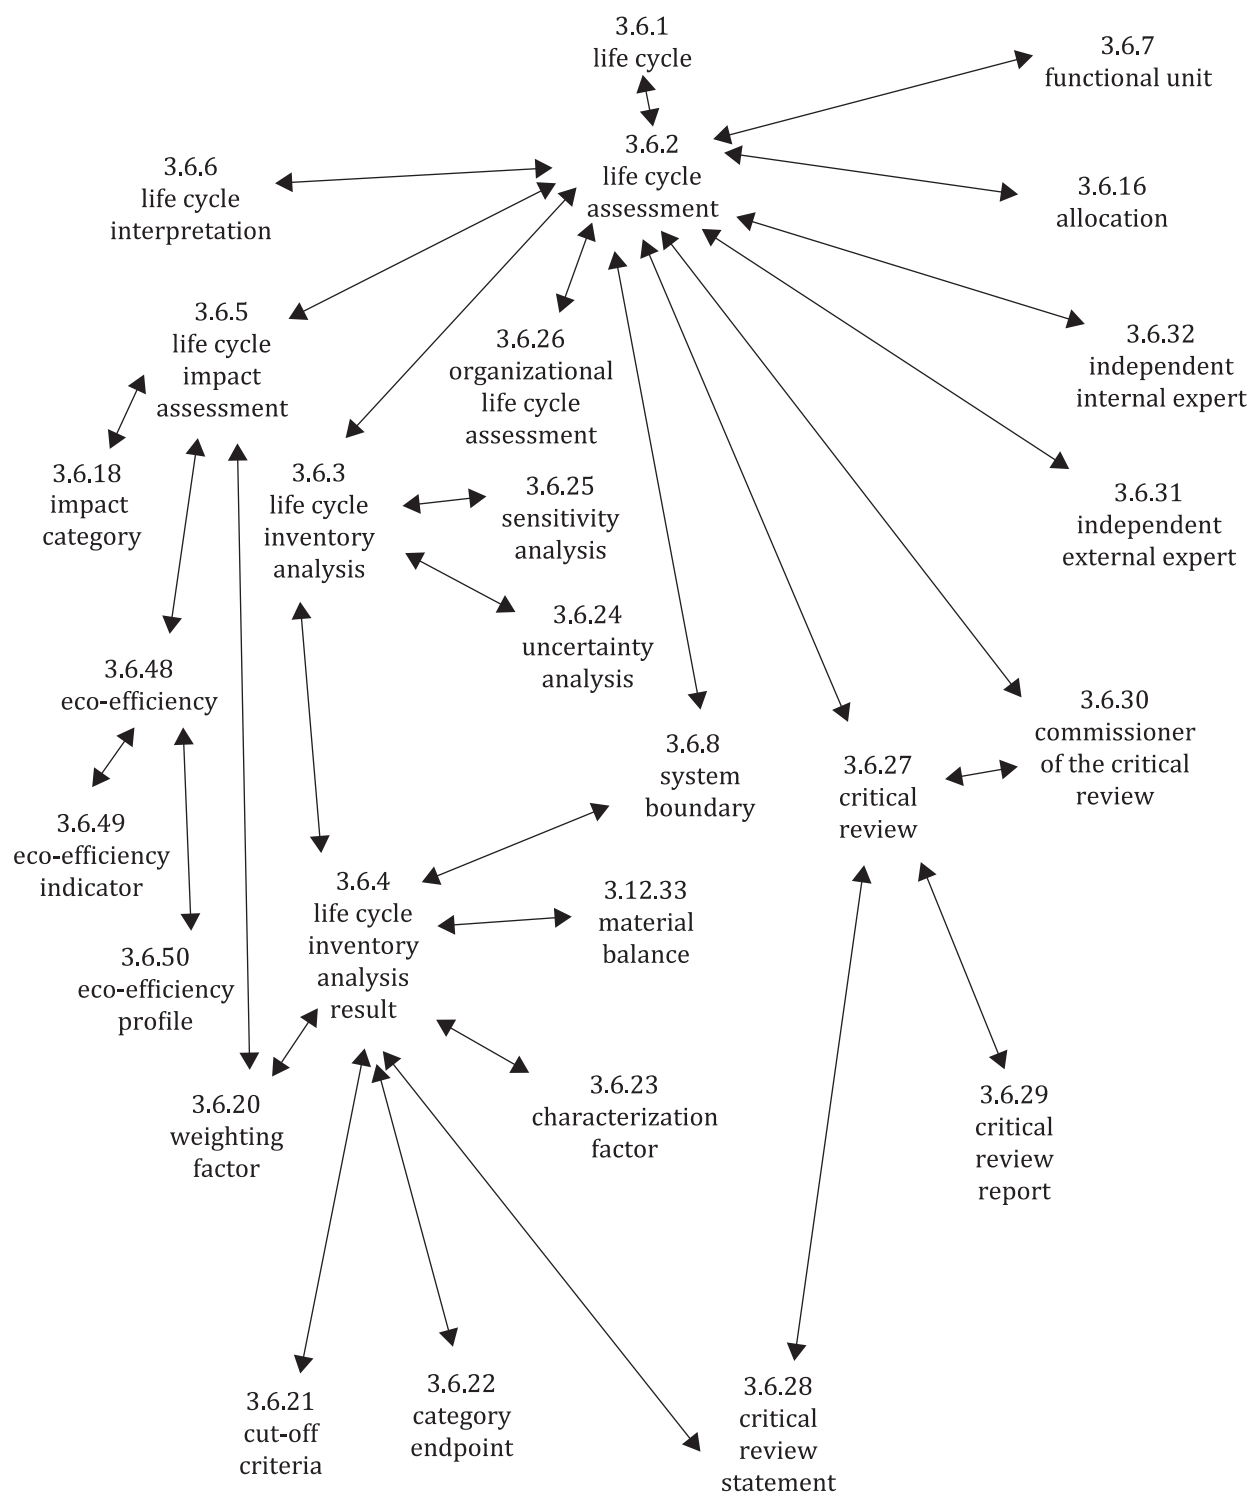 3.6.1
life cycle
3.6.7
functional unit
3.6.2
life cycle
assessment
3.6.6
life cycle
interpretation
3.6.16
allocation
3.6.5
life cycle
impact
assessment
3.6.26
organizational
life cycle
assessment
3.6.32
independent
internal expert
3.6.18
impact
category
3.6.3
life cycle
inventory
analysis
3.6.25
sensitivity
analysis
3.6.31
independent
external expert
3.6.24
uncertainty
analysis
3.6.48
eco-efficiency
3.6.30
commissioner
of the critical
review
3.6.8
system
boundary
3.6.27
critical
review
3.6.49
eco-efficiency
indicator
3.6.4
life cycle
inventory
analysis
result
3.12.33
material
balance
3.6.50
eco-efficiency
profile
3.6.20
weighting
factor
3.6.23
characterization
factor
3.6.29
critical
review
report
3.6.21
cut-off
criteria
3.6.22
category
endpoint
3.6.28
critical
review
statement